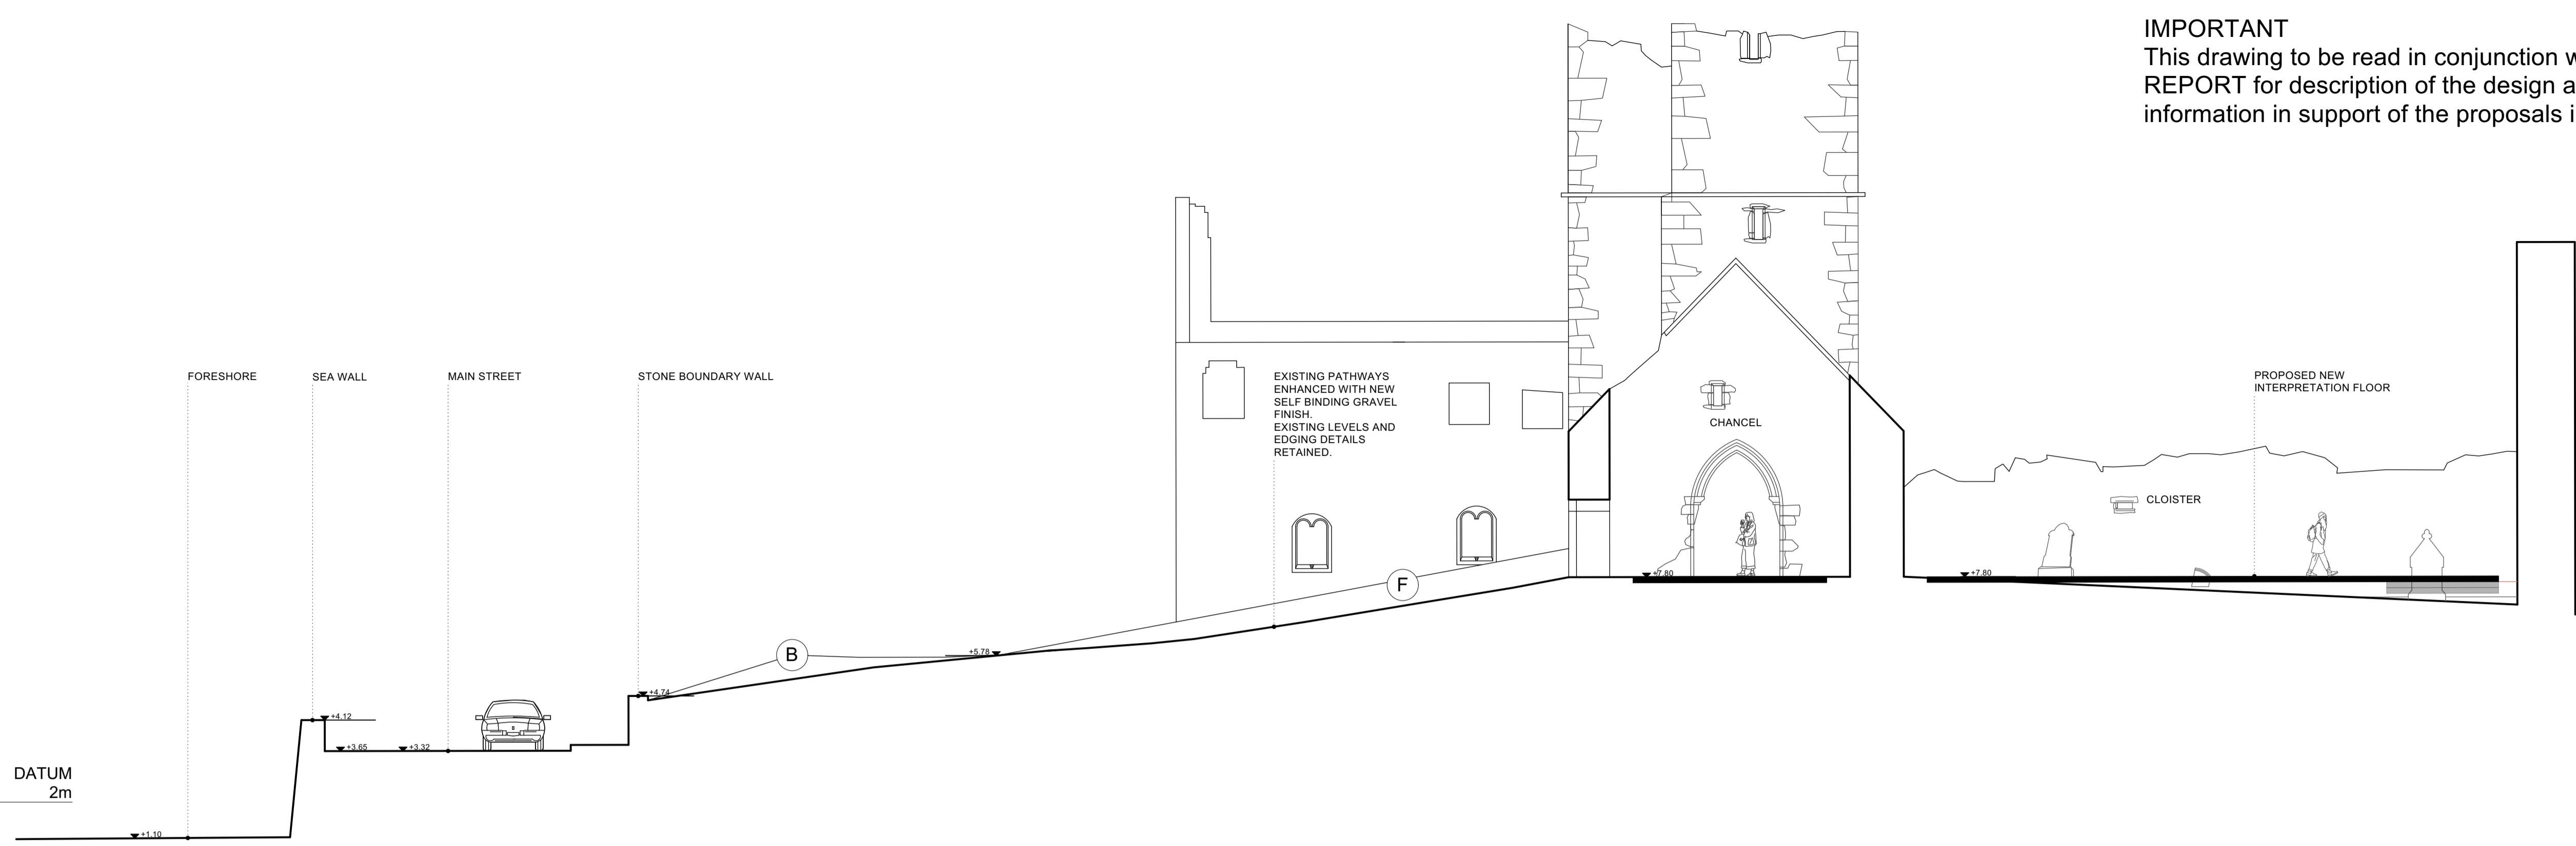 IMPORTANT
This drawing to be read in conjunction w
REPORT for description of the design a
information in support of the proposals i
FORESHORE
SEA WALL
MAIN STREET
STONE BOUNDARY WALL
EXISTING PATHWAYS
ENHANCED WITH NEW
SELF BINDING GRAVEL
FINISH.
EXISTING LEVELS AND
EDGING DETAILS
RETAINED.
PROPOSED NEW
INTERPRETATION FLOOR
CHANCEL
CLOISTER
+7.80
+7.80
F
B
+5.78
+4.74
+4.12
+3.65
+3.32
DATUM
2m
+1.10